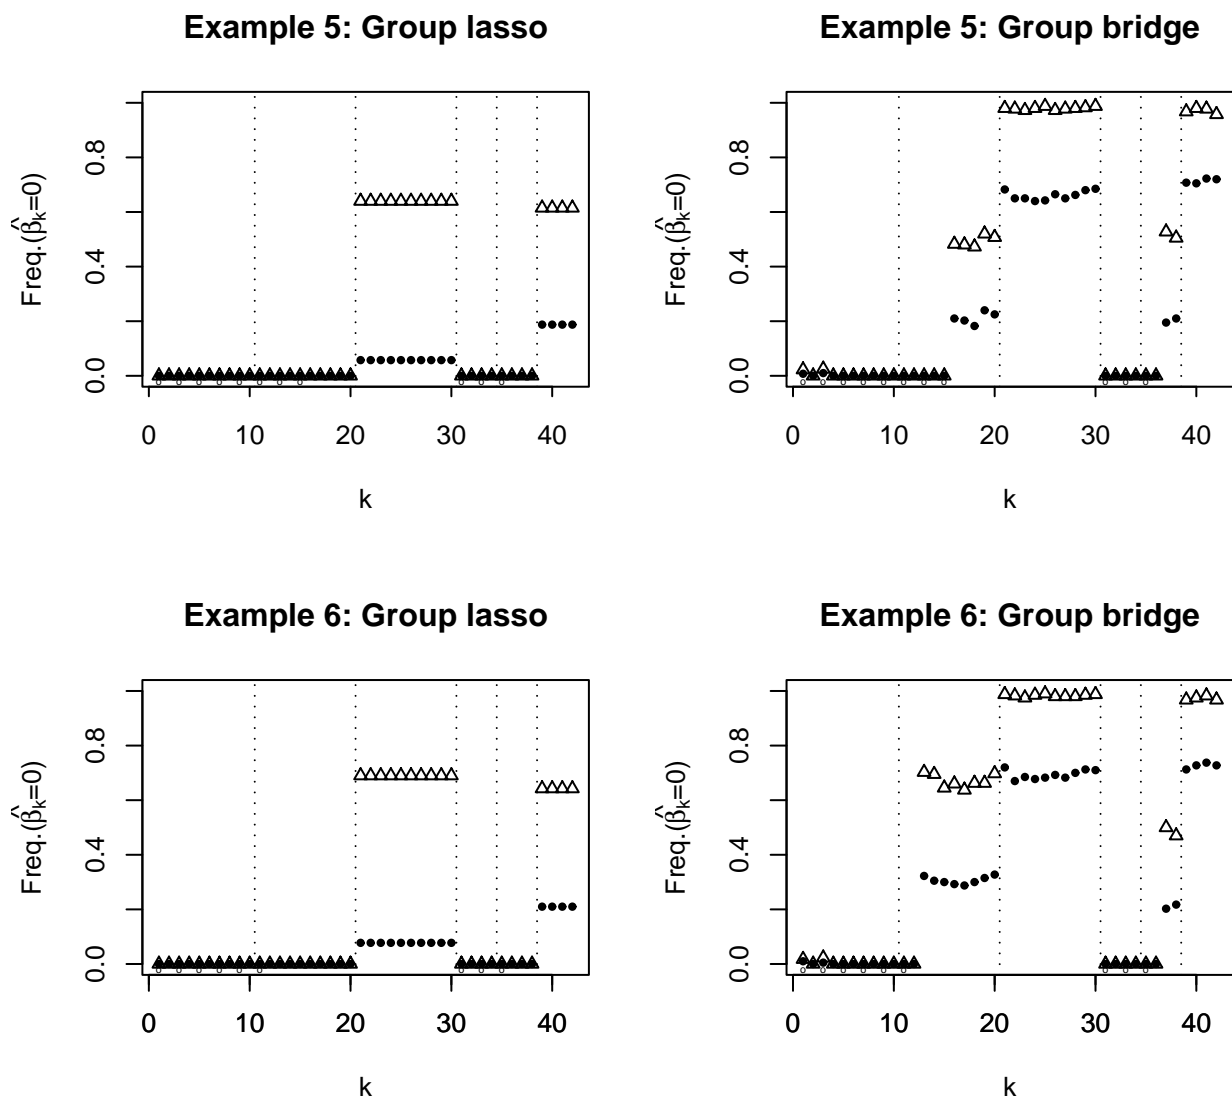 Example 5: Group lasso
Freq.(β̂k=0)
0.0 0.4 0.8
0 10 20 30 40
k
Example 5: Group bridge
Freq.(β̂k=0)
0.0 0.4 0.8
0 10 20 30 40
k
Example 6: Group lasso
Freq.(β̂k=0)
0.0 0.4 0.8
0 10 20 30 40
k
Example 6: Group bridge
Freq.(β̂k=0)
0.0 0.4 0.8
0 10 20 30 40
k